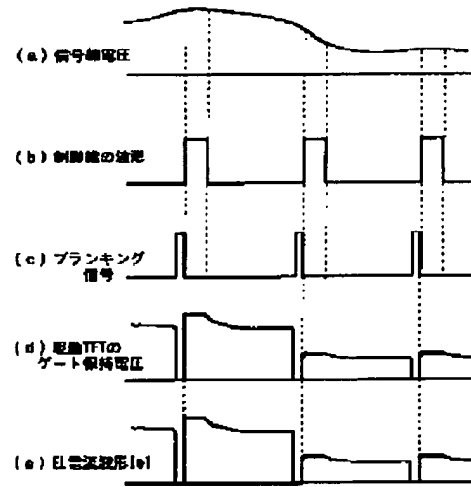 (a) 信号線電圧
(b) 制御線の波形
(c) ブランキング
信号
(d) 駆動TFTの
ゲート保持電圧
(e) EL電流波形